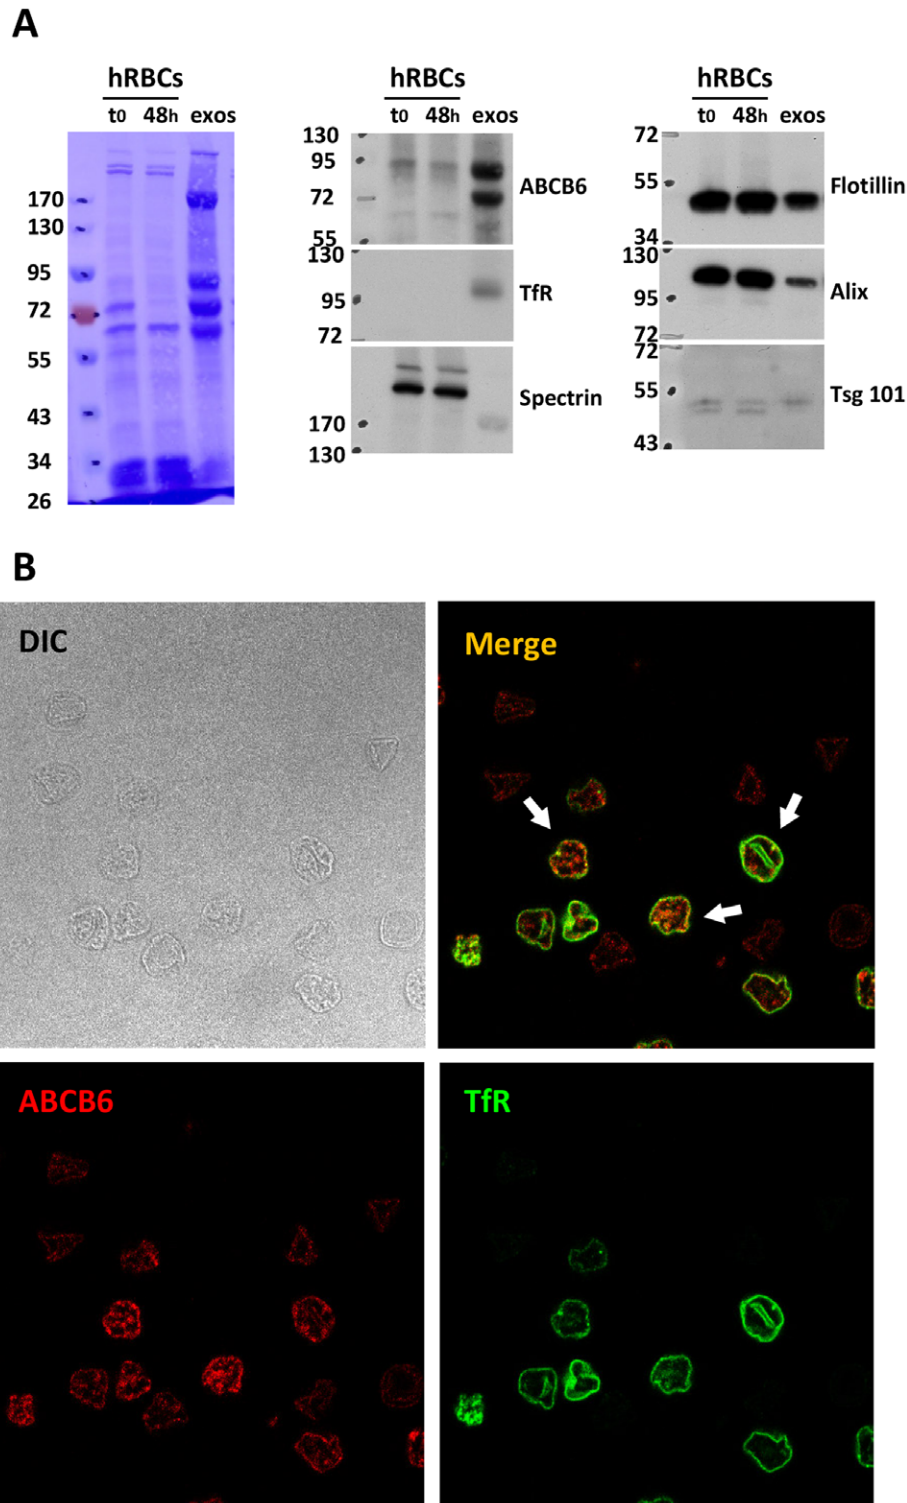 A
hRBCs
t0 48h exos
170
130
95
72
55
43
34
26
hRBCs
t0 48h exos
130
95
72
55
ABCB6
130
95
72
TfR
170
130
Spectrin
hRBCs
t0 48h exos
72
55
34
Flotillin
130
95
72
Alix
72
55
43
Tsg 101
B
DIC
Merge
ABCB6
TfR